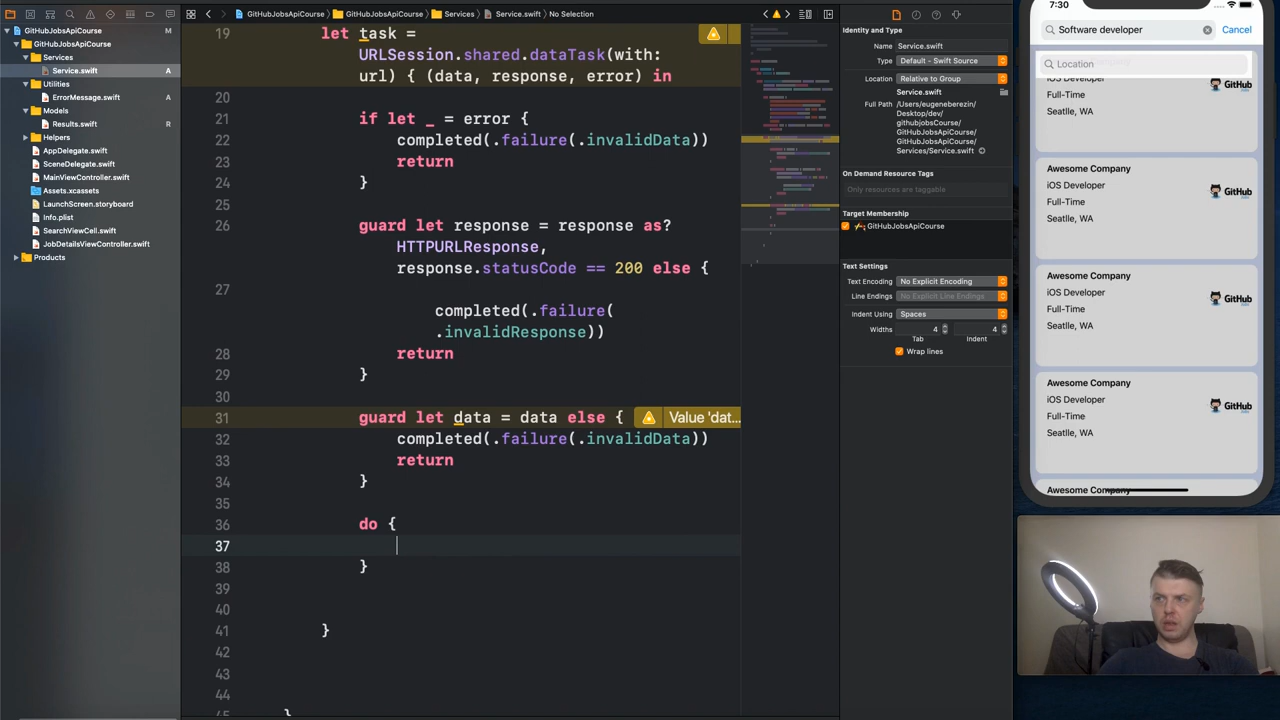 GitHubJobsApiCourse
GitHubJobsApiCourse
Services
Service.swift
No Selection
GitHubJobsApiCourse M
GitHubJobsApiCourse
Services
Service.swift A
Utilities
ErrorMessage.swift A
Models
Results.swift R
Helpers
AppDelegate.swift
SceneDelegate.swift
MainViewController.swift
Assets.xcassets
LaunchScreen.storyboard
Info.plist
SearchViewCell.swift
JobDetailsViewController.swift
Products
19 let task =
URLSession.shared.dataTask(with:
url) { (data, response, error) in
20
21 if let _ = error {
22 completed(.failure(.invalidData))
23 return
24 }
25
26 guard let response = response as?
HTTPURLResponse,
response.statusCode == 200 else {
27
completed(.failure(
.invalidResponse))
28 return
29 }
30
31 guard let data = data else { Value 'dat...
32 completed(.failure(.invalidData))
33 return
34 }
35
36 do {
37
38 }
39
40
41 }
42
43
44
45 }
Identity and Type
Name Service.swift
Type Default - Swift Source
Location Relative to Group
Service.swift
Full Path /Users/eugeneberezin/
Desktop/dev/
githubjobsCourse/
GitHubJobsApiCourse/
GitHubJobsApiCourse/
Services/Service.swift
On Demand Resource Tags
Only resources are taggable
Target Membership
GitHubJobsApiCourse
Text Settings
Text Encoding No Explicit Encoding
Line Endings No Explicit Line Endings
Indent Using Spaces
Widths 4 4
Tab Indent
Wrap lines
7:30
Software developer Cancel
Location
Full-Time
Seatlle, WA
GitHub
Awesome Company
iOS Developer
Full-Time
Seatlle, WA
GitHub
Awesome Company
iOS Developer
Full-Time
Seatlle, WA
GitHub
Awesome Company
iOS Developer
Full-Time
Seatlle, WA
GitHub
Awesome Company